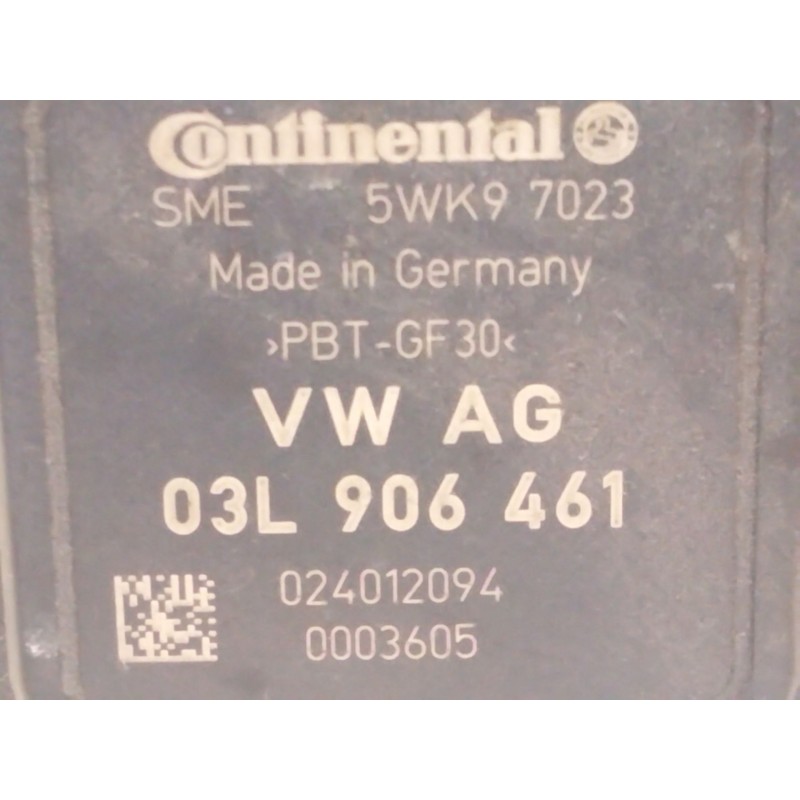 Continental
SME 5WK9 7023
Made in Germany
›PBT-GF30‹
VW AG
03L 906 461
024012094
0003605